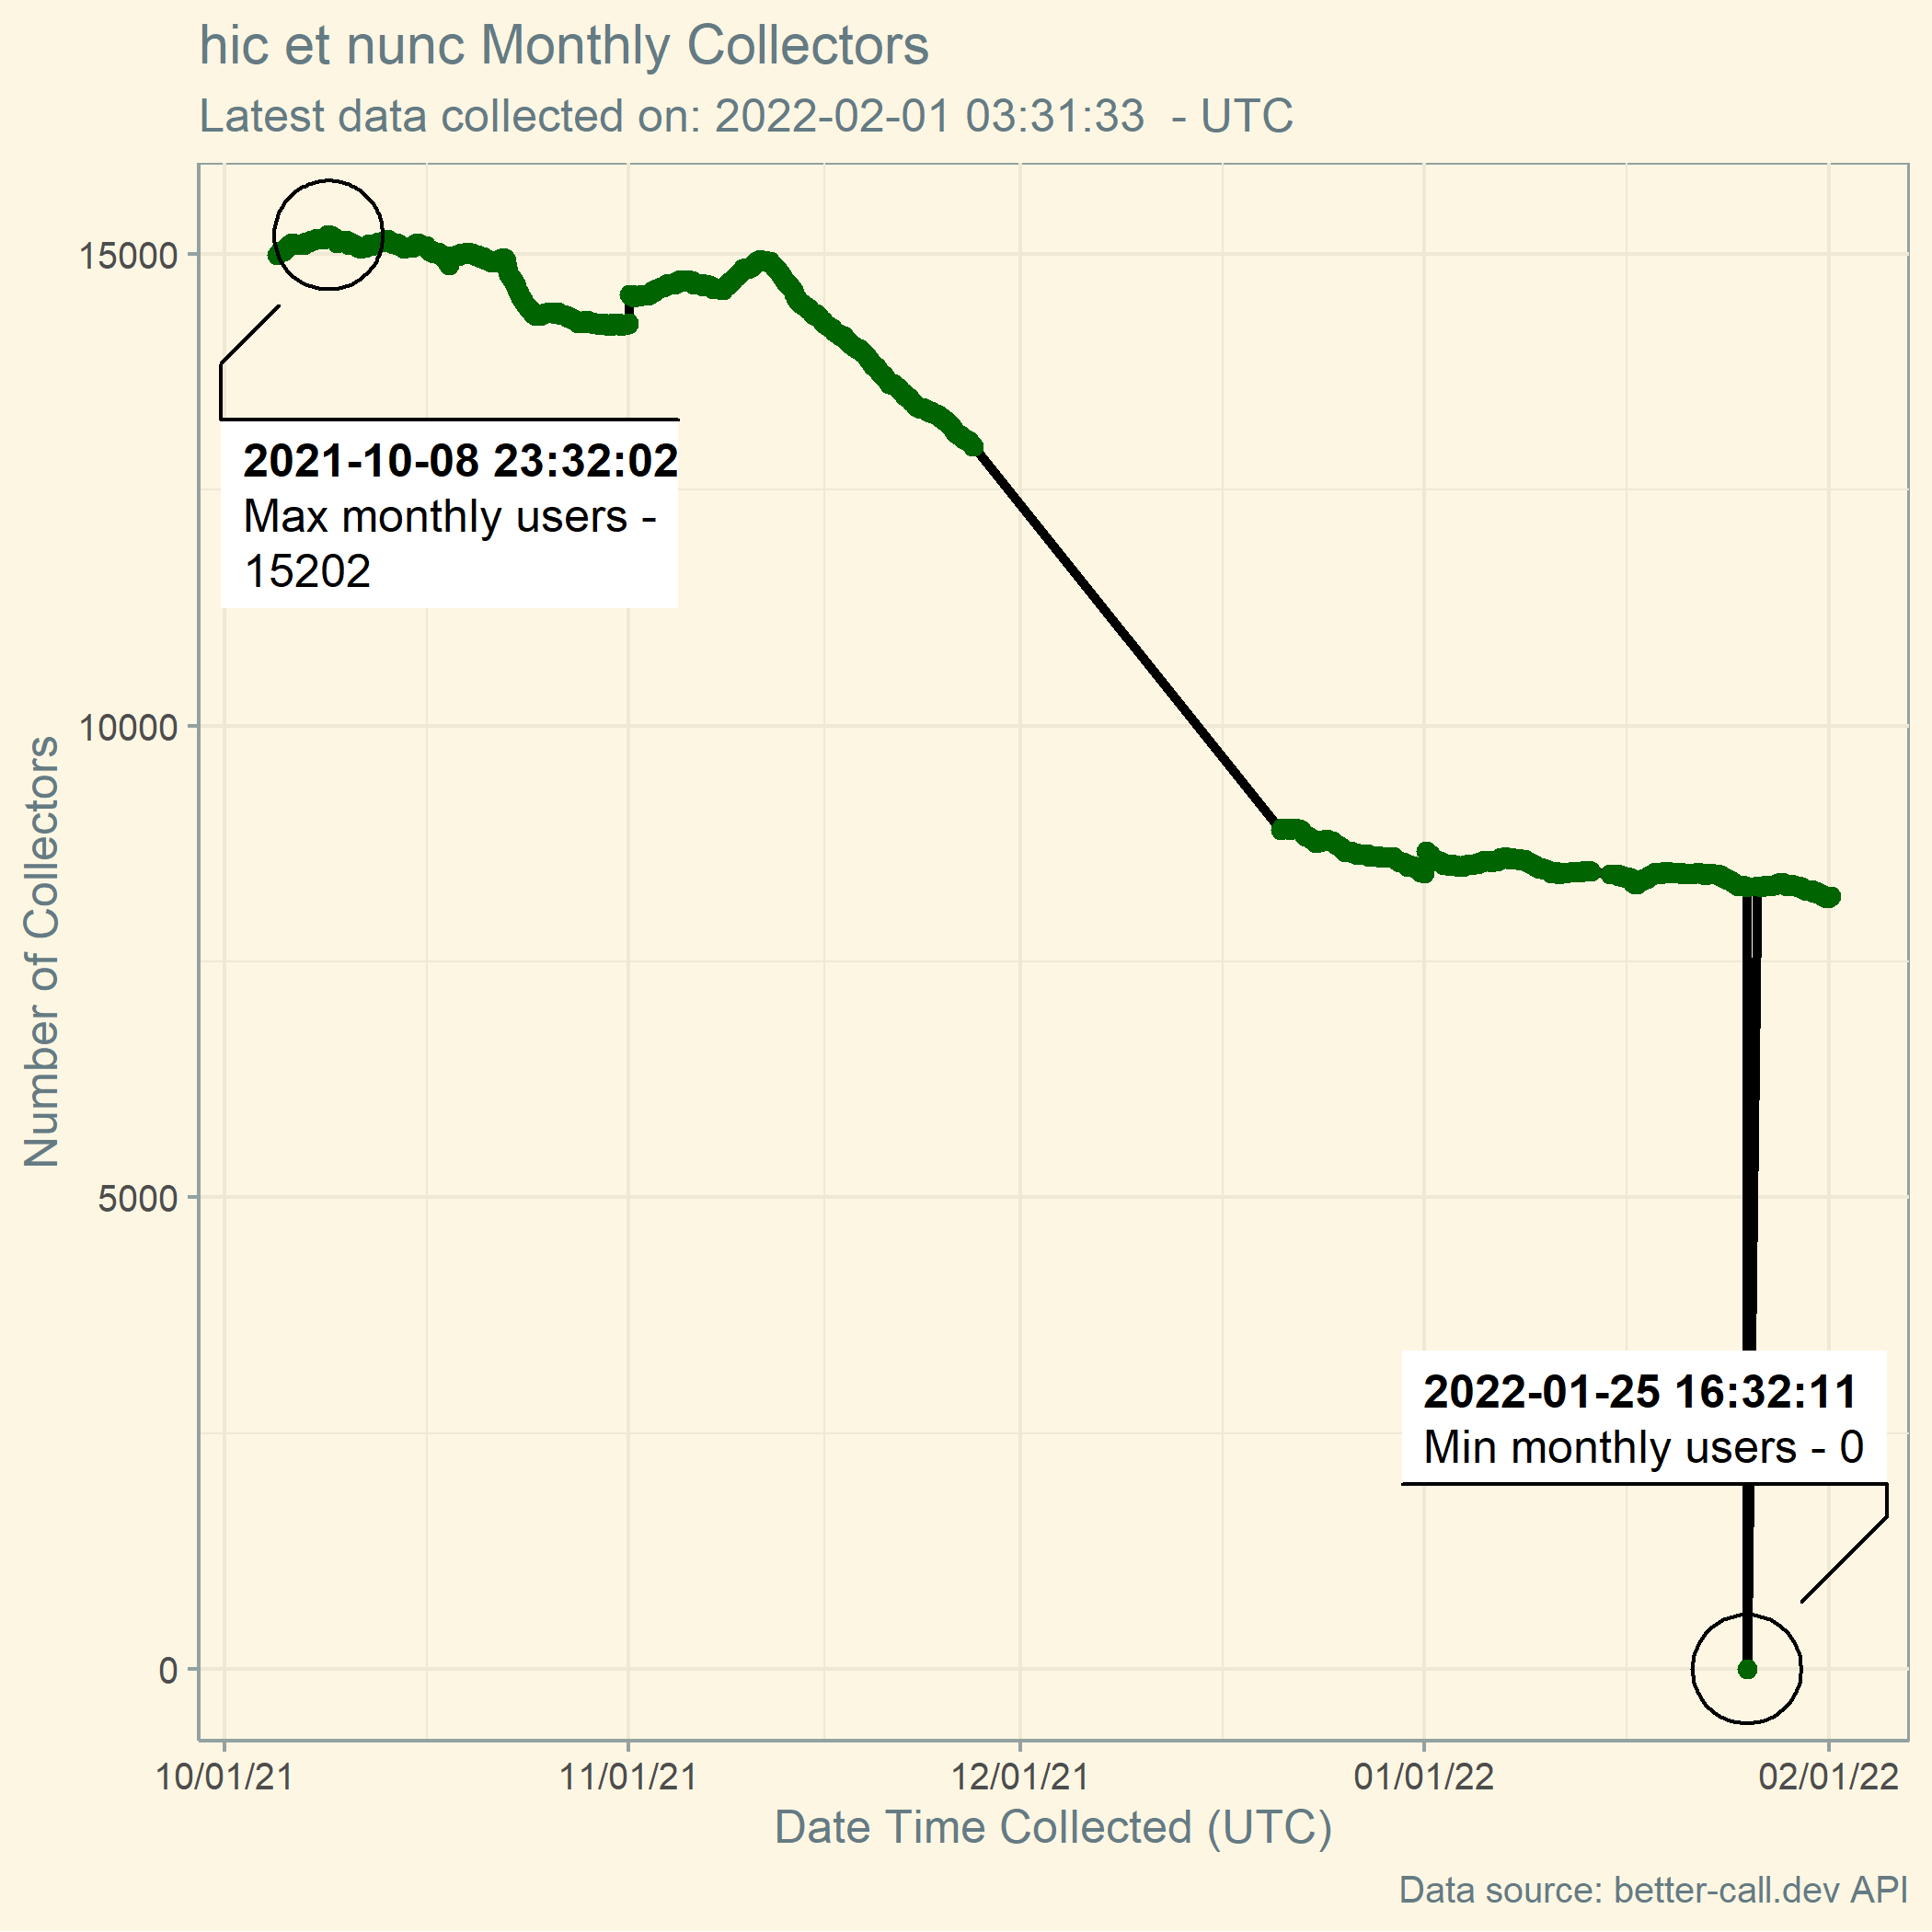 hic et nunc Monthly Collectors
Latest data collected on: 2022-02-01 03:31:33  - UTC
Number of Collectors
15000
10000
5000
0
2021-10-08 23:32:02
Max monthly users -
15202
2022-01-25 16:32:11
Min monthly users - 0
10/01/21
11/01/21
12/01/21
01/01/22
02/01/22
Date Time Collected (UTC)
Data source: better-call.dev API